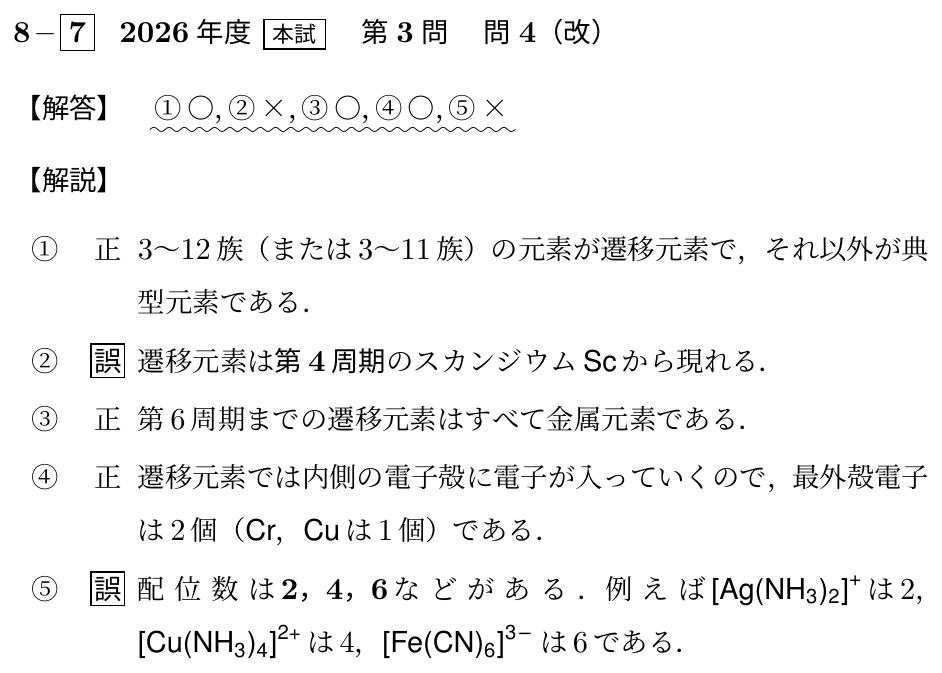 8−7 2026年度 本試 第3問 問4（改）
【解答】 ①○,②×,③○,④○,⑤×
【解説】
① 正 3〜12族（または3〜11族）の元素が遷移元素で，それ以外が典
型元素である．
② 誤 遷移元素は第4周期のスカンジウムScから現れる．
③ 正 第6周期までの遷移元素はすべて金属元素である．
④ 正 遷移元素では内側の電子殻に電子が入っていくので，最外殻電子
は2個（Cr，Cuは1個）である．
⑤ 誤 配位数は2，4，6などがある．例えば[Ag(NH₃)₂]⁺は2，
[Cu(NH₃)₄]²⁺は4，[Fe(CN)₆]³⁻は6である．